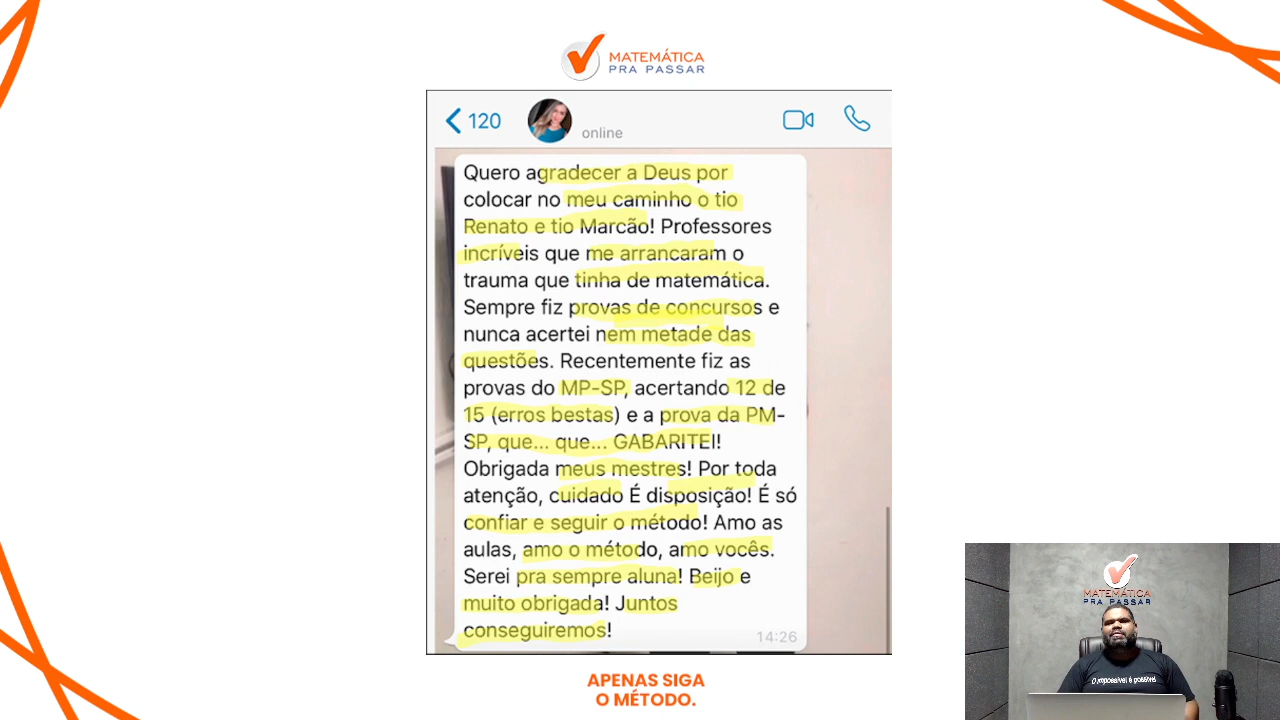 MATEMÁTICA
PRA PASSAR
120
online
Quero agradecer a Deus por
colocar no meu caminho o tio
Renato e tio Marcão! Professores
incríveis que me arrancaram o
trauma que tinha de matemática.
Sempre fiz provas de concursos e
nunca acertei nem metade das
questões. Recentemente fiz as
provas do MP-SP, acertando 12 de
15 (erros bestas) e a prova da PM-
SP, que... que... GABARITEI!
Obrigada meus mestres! Por toda
atenção, cuidado É disposição! É só
confiar e seguir o método! Amo as
aulas, amo o método, amo vocês.
Serei pra sempre aluna! Beijo e
muito obrigada! Juntos
conseguiremos!
14:26
APENAS SIGA
O MÉTODO.
MATEMÁTICA
PRA PASSAR
O impossível é possível